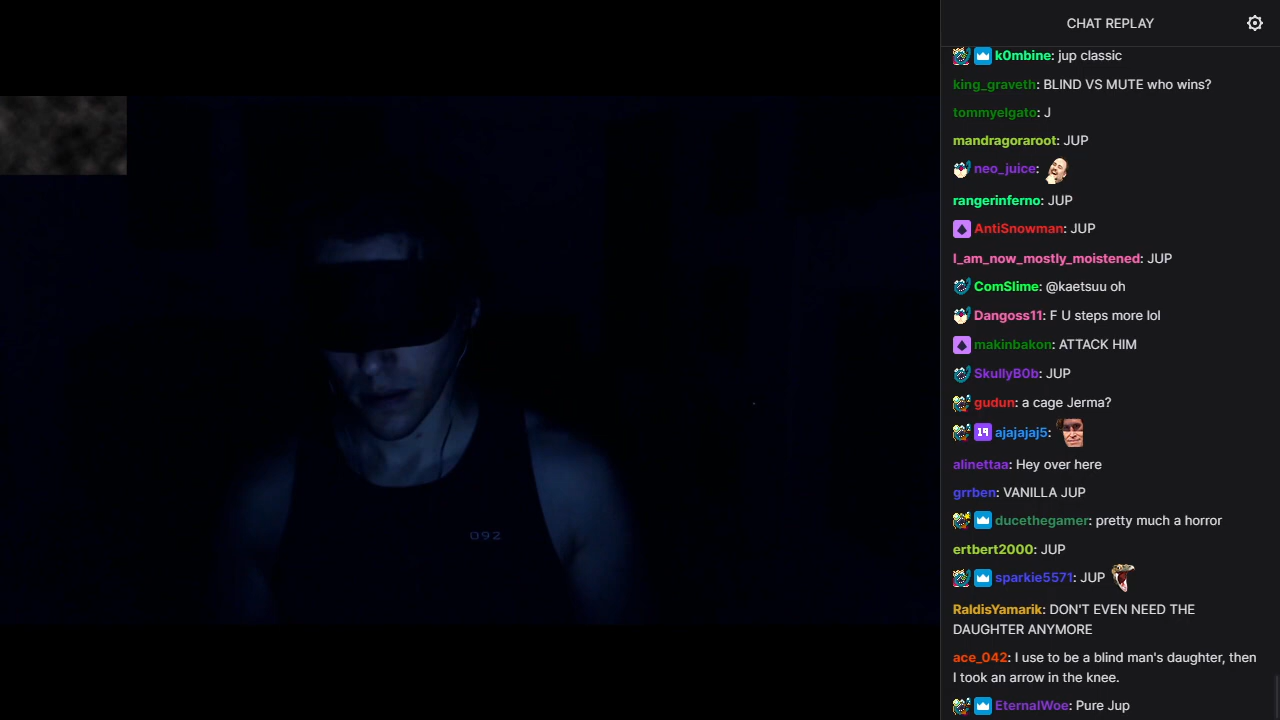 CHAT REPLAY
k0mbine: jup classic
king_graveth: BLIND VS MUTE who wins?
tommyelgato: J
mandragoraroot: JUP
neo_juice:
rangerinferno: JUP
AntiSnowman: JUP
I_am_now_mostly_moistened: JUP
ComSlime: @kaetsuu oh
Dangoss11: F U steps more lol
makinbakon: ATTACK HIM
SkullyB0b: JUP
gudun: a cage Jerma?
19 ajajajaj5:
alinettaa: Hey over here
grrben: VANILLA JUP
ducethegamer: pretty much a horror
ertbert2000: JUP
sparkie5571: JUP
RaldisYamarik: DON'T EVEN NEED THE
DAUGHTER ANYMORE
ace_042: I use to be a blind man's daughter, then
I took an arrow in the knee.
EternalWoe: Pure Jup
092